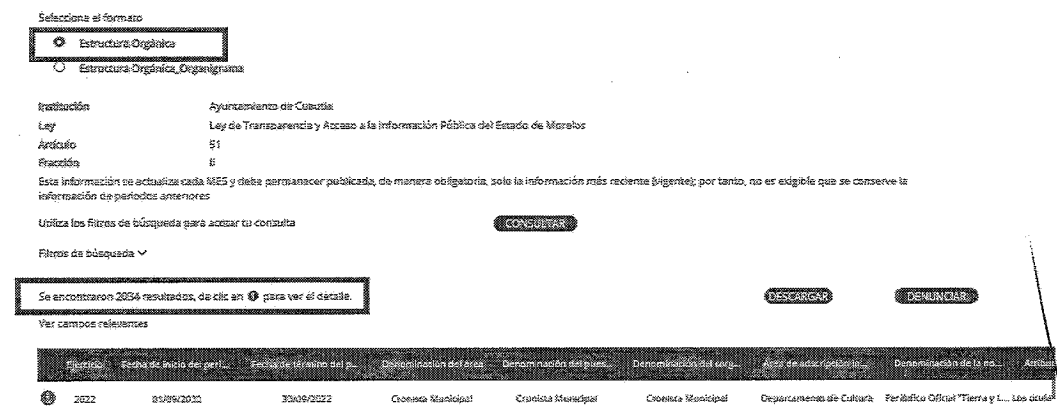 Selecciona el formato
Estructura Orgánica
Estructura Orgánica_Organigrama
Institución Ayuntamiento de Cuautla
Ley Ley de Transparencia y Acceso a la Información Pública del Estado de Morelos
Artículo 51
Fracción II
Esta información se actualiza cada MES y debe permanecer publicada, de manera obligatoria, solo la información más reciente (vigente); por tanto, no es exigible que se conserve la
información de periodos anteriores
Utiliza los filtros de búsqueda para acotar tu consulta CONSULTAR
Filtros de búsqueda
Se encontraron 2034 resultados, da clic en para ver el detalle. DESCARGAR DENUNCIAR
Ver campos relevantes
Ejercicio Fecha de inicio del peri... Fecha de término del p... Denominación del área Denominación del pues... Denominación del carg... Área de adscripción in... Denominación de la no...
2022 01/09/2022 30/09/2022 Cronista Municipal Cronista Municipal Cronista Municipal Departamento de Cultura Periódico Oficial "Tierra y L...